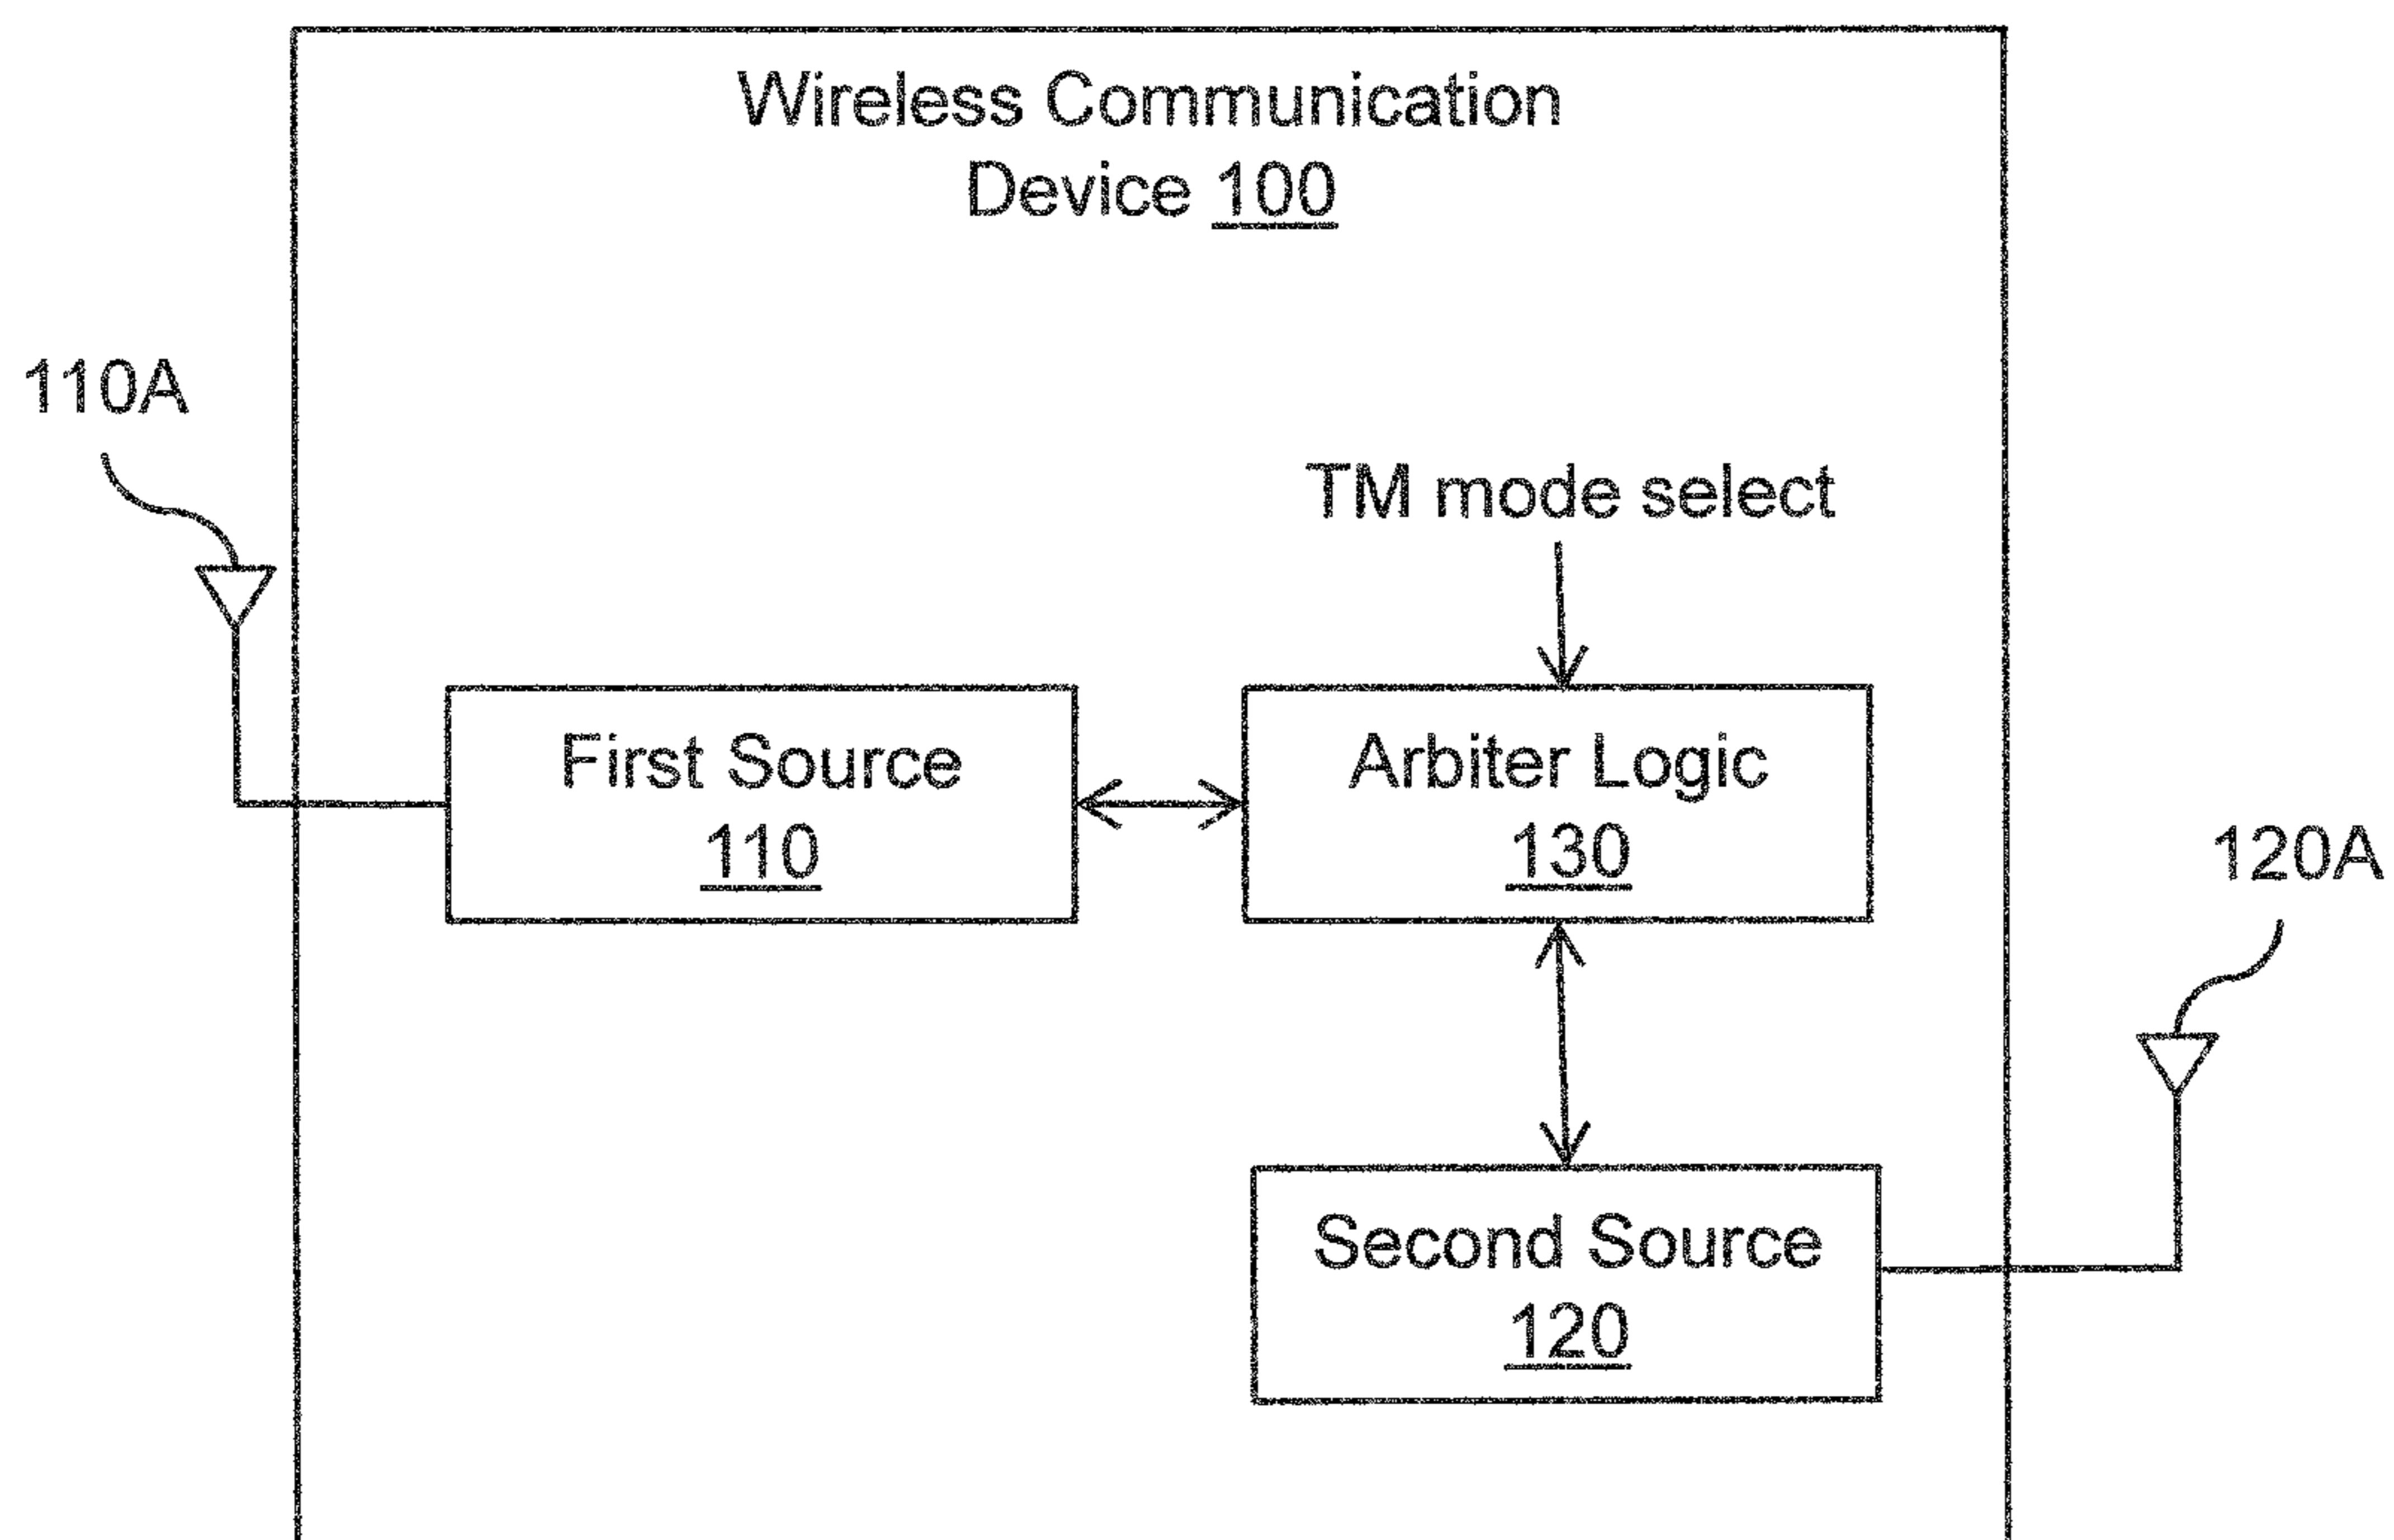 Wireless Communication
Device 100
110A
TM mode select
First Source
110
Arbiter Logic
130
120A
Second Source
120